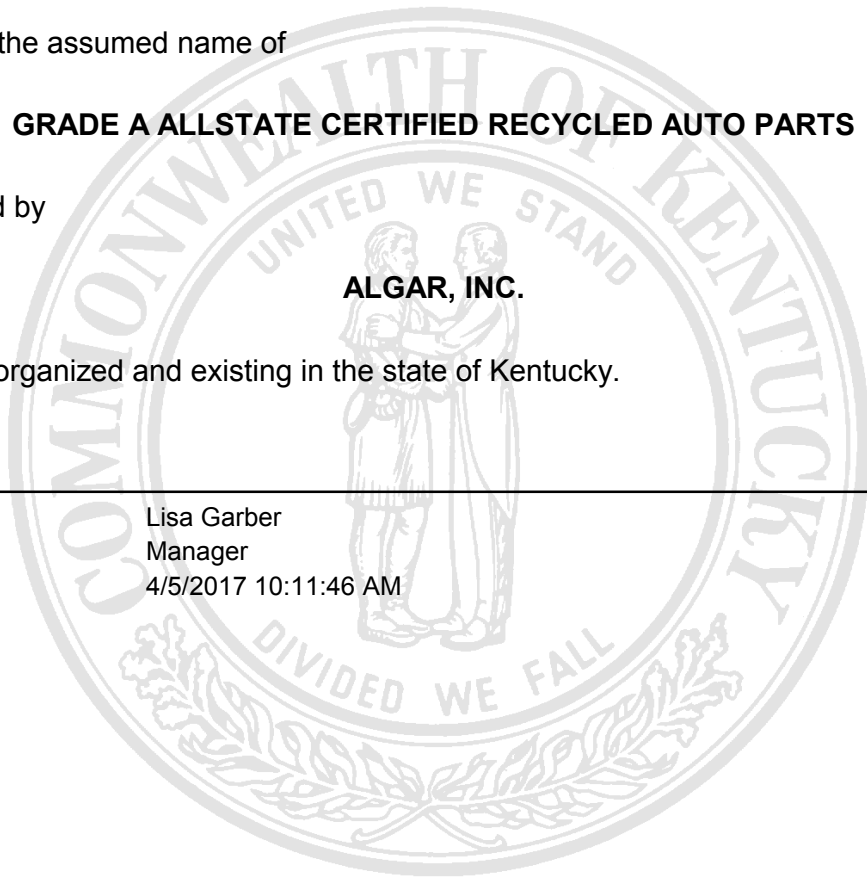 the assumed name of
GRADE A ALLSTATE CERTIFIED RECYCLED AUTO PARTS
d by
ALGAR, INC.
organized and existing in the state of Kentucky.
Lisa Garber
Manager
4/5/2017 10:11:46 AM
COMMONWEALTH OF KENTUCKY
UNITED WE STAND
DIVIDED WE FALL